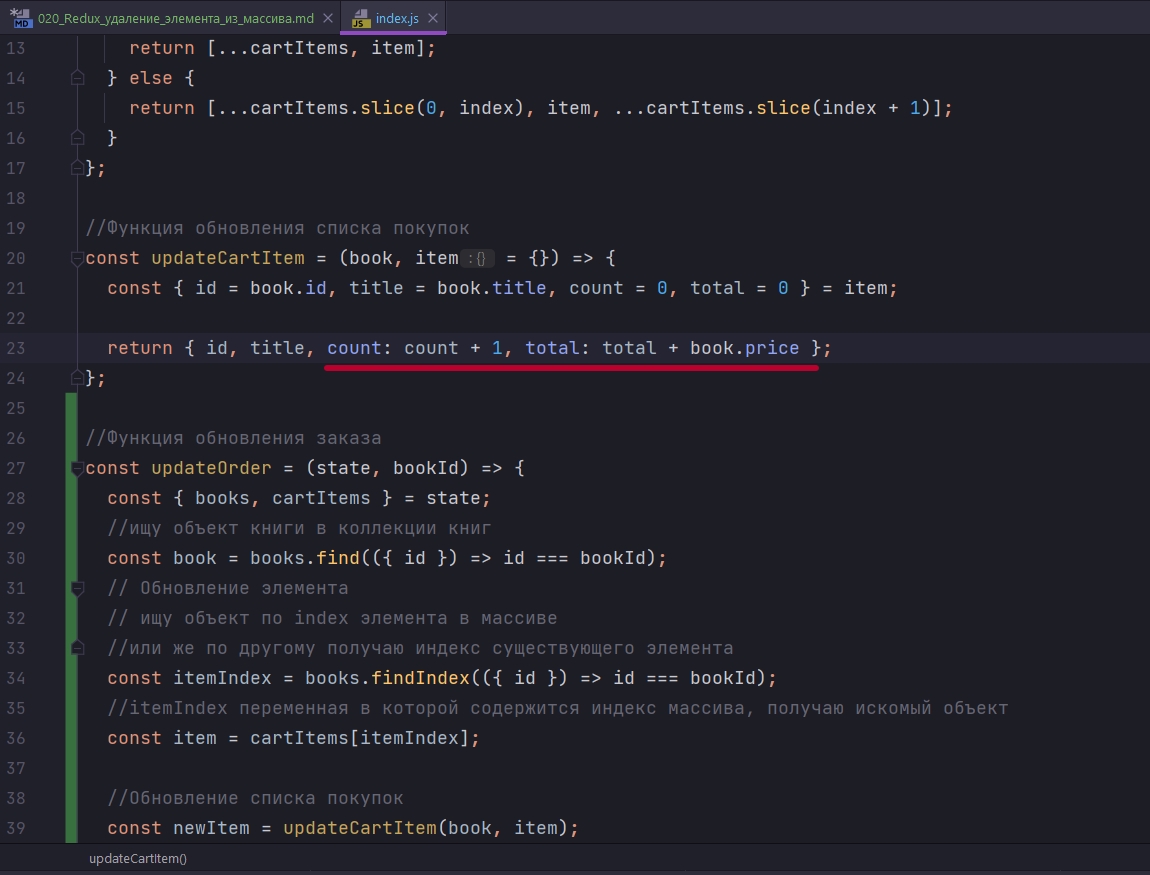 020_Redux_удаление_элемента_из_массива.md index.js
13 return [...cartItems, item];
14 } else {
15 return [...cartItems.slice(0, index), item, ...cartItems.slice(index + 1)];
16 }
17 };
18
19 //Функция обновления списка покупок
20 const updateCartItem = (book, item : {} = {}) => {
21 const { id = book.id, title = book.title, count = 0, total = 0 } = item;
22
23 return { id, title, count: count + 1, total: total + book.price };
24 };
25
26 //Функция обновления заказа
27 const updateOrder = (state, bookId) => {
28 const { books, cartItems } = state;
29 //ищу объект книги в коллекции книг
30 const book = books.find(({ id }) => id === bookId);
31 // Обновление элемента
32 // ищу объект по index элемента в массиве
33 //или же по другому получаю индекс существующего элемента
34 const itemIndex = books.findIndex(({ id }) => id === bookId);
35 //itemIndex переменная в которой содержится индекс массива, получаю искомый объект
36 const item = cartItems[itemIndex];
37
38 //Обновление списка покупок
39 const newItem = updateCartItem(book, item);
updateCartItem()